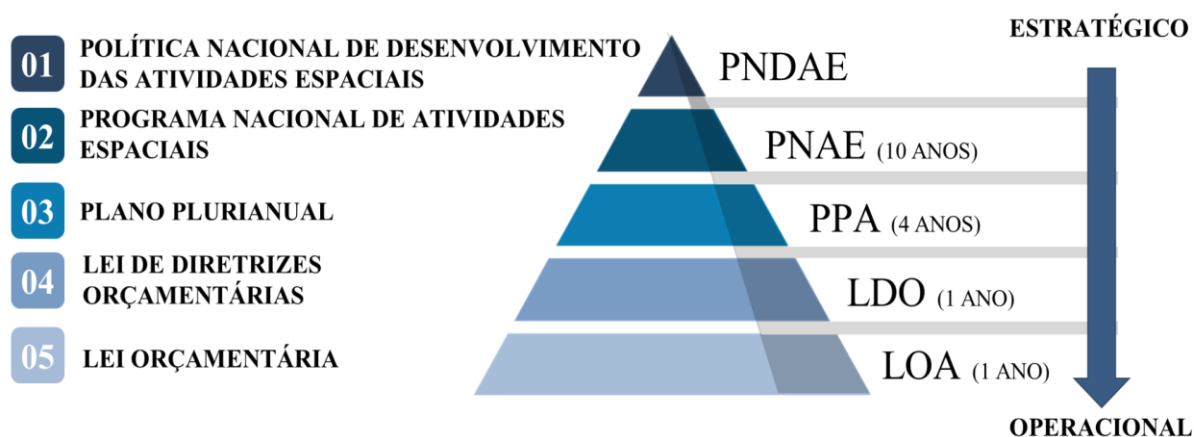 01
POLÍTICA NACIONAL DE DESENVOLVIMENTO
DAS ATIVIDADES ESPACIAIS
02
PROGRAMA NACIONAL DE ATIVIDADES
ESPACIAIS
03
PLANO PLURIANUAL
04
LEI DE DIRETRIZES
ORÇAMENTÁRIAS
05
LEI ORÇAMENTÁRIA
PNDAE
PNAE (10 ANOS)
PPA (4 ANOS)
LDO (1 ANO)
LOA (1 ANO)
ESTRATÉGICO
OPERACIONAL